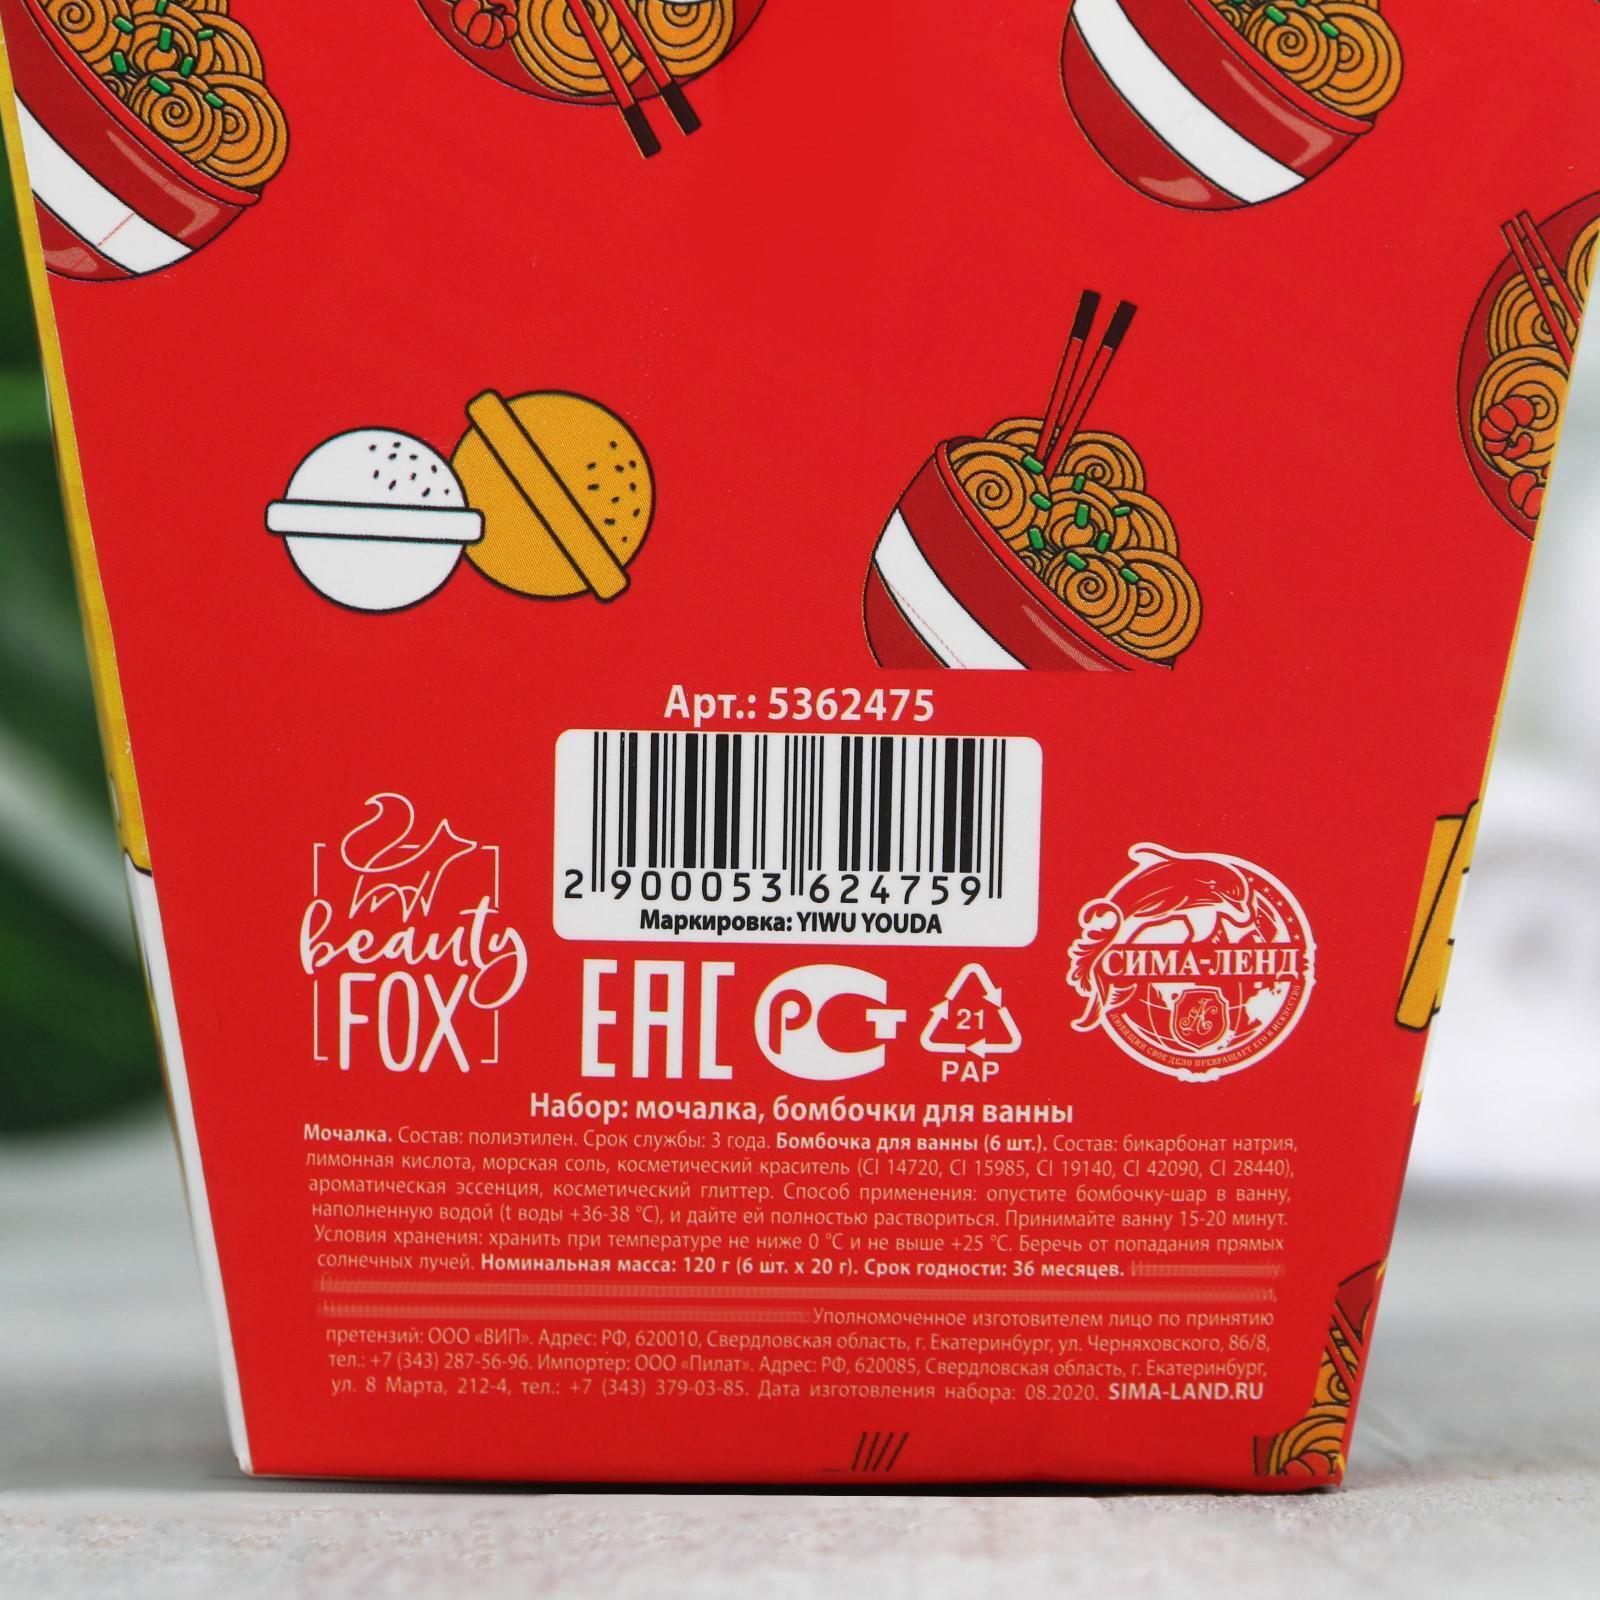 Арт.: 5362475
2 900053 624759
Маркировка: YIWU YOUDA
beauty
FOX
EAC
РСТ
21
PAP
СИМА-ЛЕНД
ЛЮБЯЩИЙ СВОЕ ДЕЛО ПРЕВРАЩАЕТ ЕГО В ИСКУССТВО
Набор: мочалка, бомбочки для ванны
Мочалка. Состав: полиэтилен. Срок службы: 3 года. Бомбочка для ванны (6 шт.). Состав: бикарбонат натрия,
лимонная кислота, морская соль, косметический краситель (CI 14720, CI 15985, CI 19140, CI 42090, CI 28440),
ароматическая эссенция, косметический глиттер. Способ применения: опустите бомбочку-шар в ванну,
наполненную водой (t воды +36-38 °C), и дайте ей полностью раствориться. Принимайте ванну 15-20 минут.
Условия хранения: хранить при температуре не ниже 0 °C и не выше +25 °C. Беречь от попадания прямых
солнечных лучей. Номинальная масса: 120 г (6 шт. х 20 г). Срок годности: 36 месяцев.
Уполномоченное изготовителем лицо по принятию
претензий: ООО «ВИП». Адрес: РФ, 620010, Свердловская область, г. Екатеринбург, ул. Черняховского, 86/8,
тел.: +7 (343) 287-56-96. Импортер: ООО «Пилат». Адрес: РФ, 620085, Свердловская область, г. Екатеринбург,
ул. 8 Марта, 212-4, тел.: +7 (343) 379-03-85. Дата изготовления набора: 08.2020. SIMA-LAND.RU